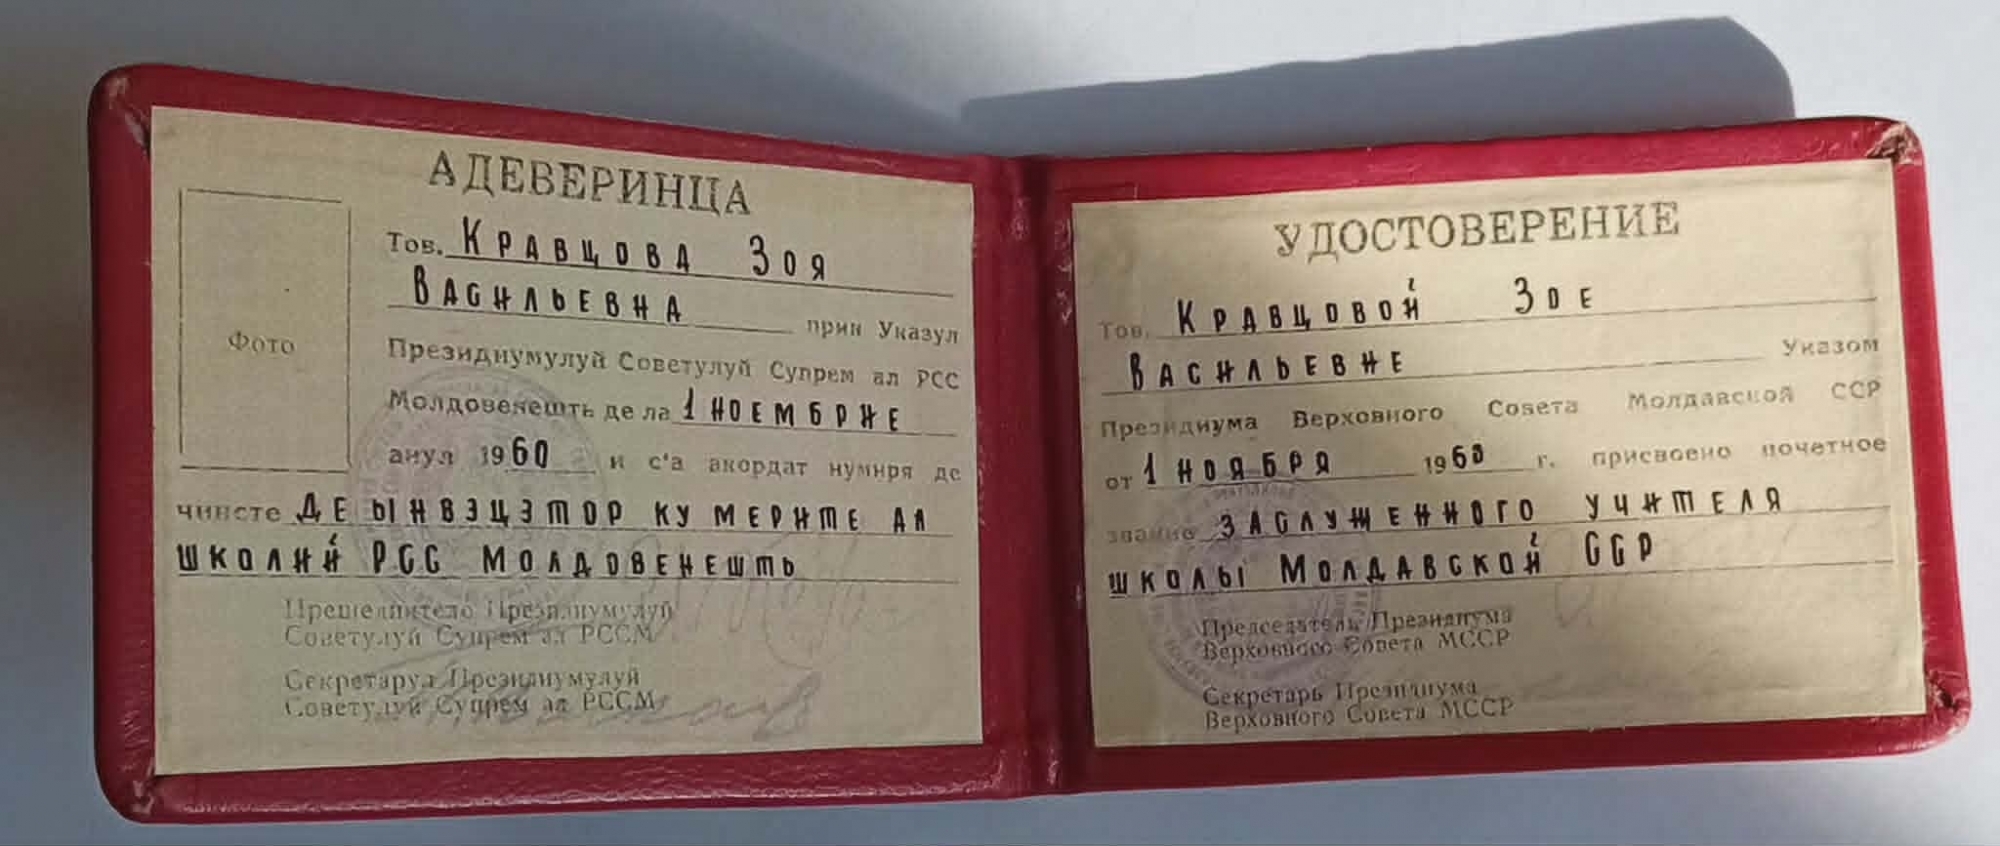 АДЕВЕРИНЦА
Фото
Тов. Кравцова Зоя
Васильевна прин Указул
Президиумулуй Советулуй Супрем ал РСС
Молдовенешть де ла 1 ноембрие
анул 1960 и с'а акордат нумиря де
чинсте де ынвэцэтор ку мерите ал
школий РСС Молдовенешть
Прешединтеле Президиумулуй
Советулуй Супрем ал РССМ
Секретарул Президиумулуй
Советулуй Супрем ал РССМ
УДОСТОВЕРЕНИЕ
Тов. Кравцовой Зое
Васильевне Указом
Президиума Верховного Совета Молдавской ССР
от 1 ноября 1960 г. присвоено почетное
звание заслуженного учителя
школы Молдавской ССР
Председатель Президиума
Верховного Совета МССР
Секретарь Президиума
Верховного Совета МССР